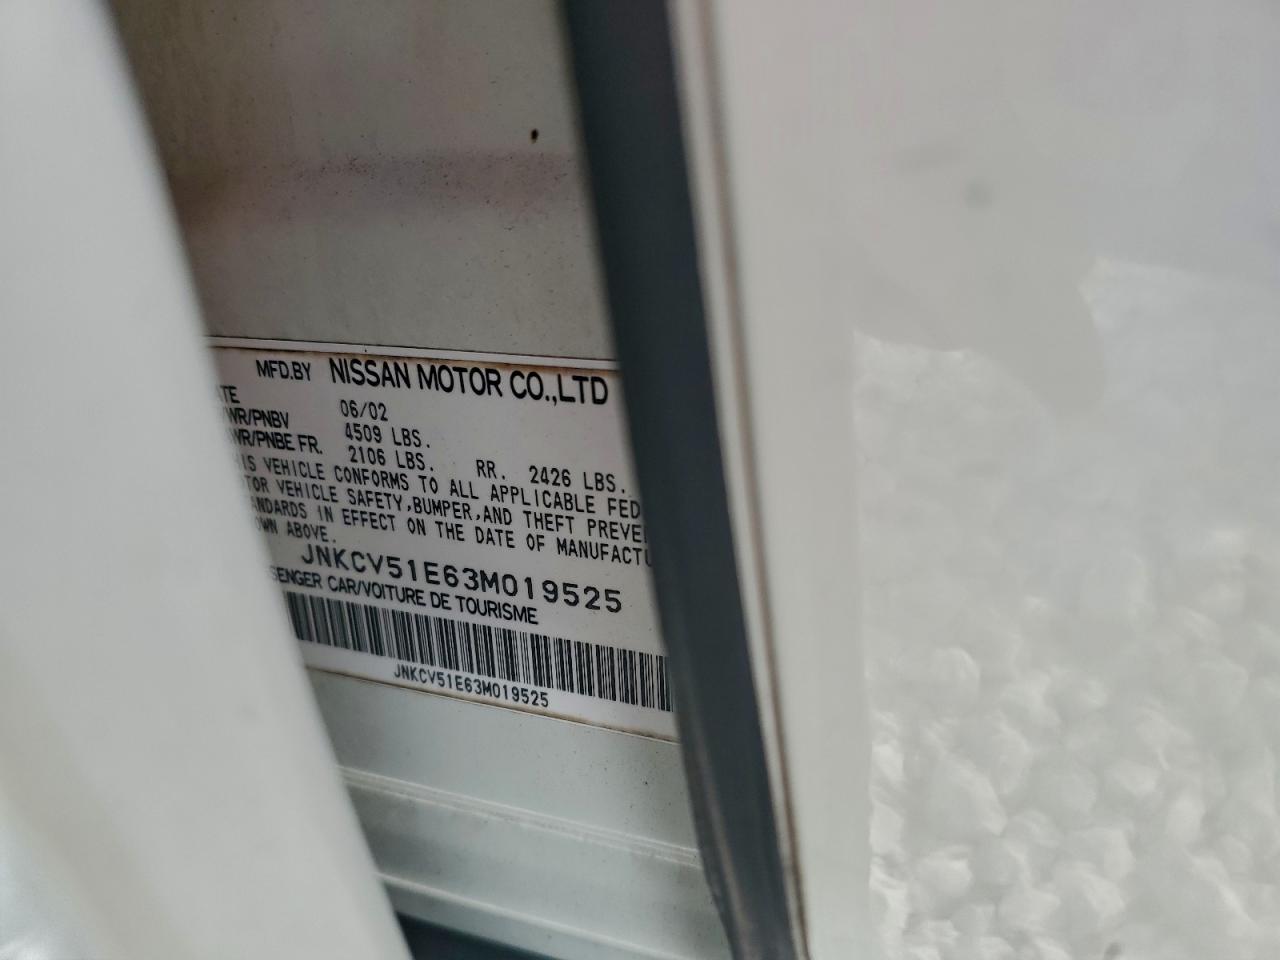 MFD.BY NISSAN MOTOR CO.,LTD
ATE 06/02
WR/PNBV 4509 LBS.
WR/PNBE FR. 2106 LBS. RR. 2426 LBS.
IS VEHICLE CONFORMS TO ALL APPLICABLE FED
TOR VEHICLE SAFETY,BUMPER,AND THEFT PREVE
ANDARDS IN EFFECT ON THE DATE OF MANUFACTU
OWN ABOVE.
JNKCV51E63M019525
SENGER CAR/VOITURE DE TOURISME
JNKCV51E63M019525